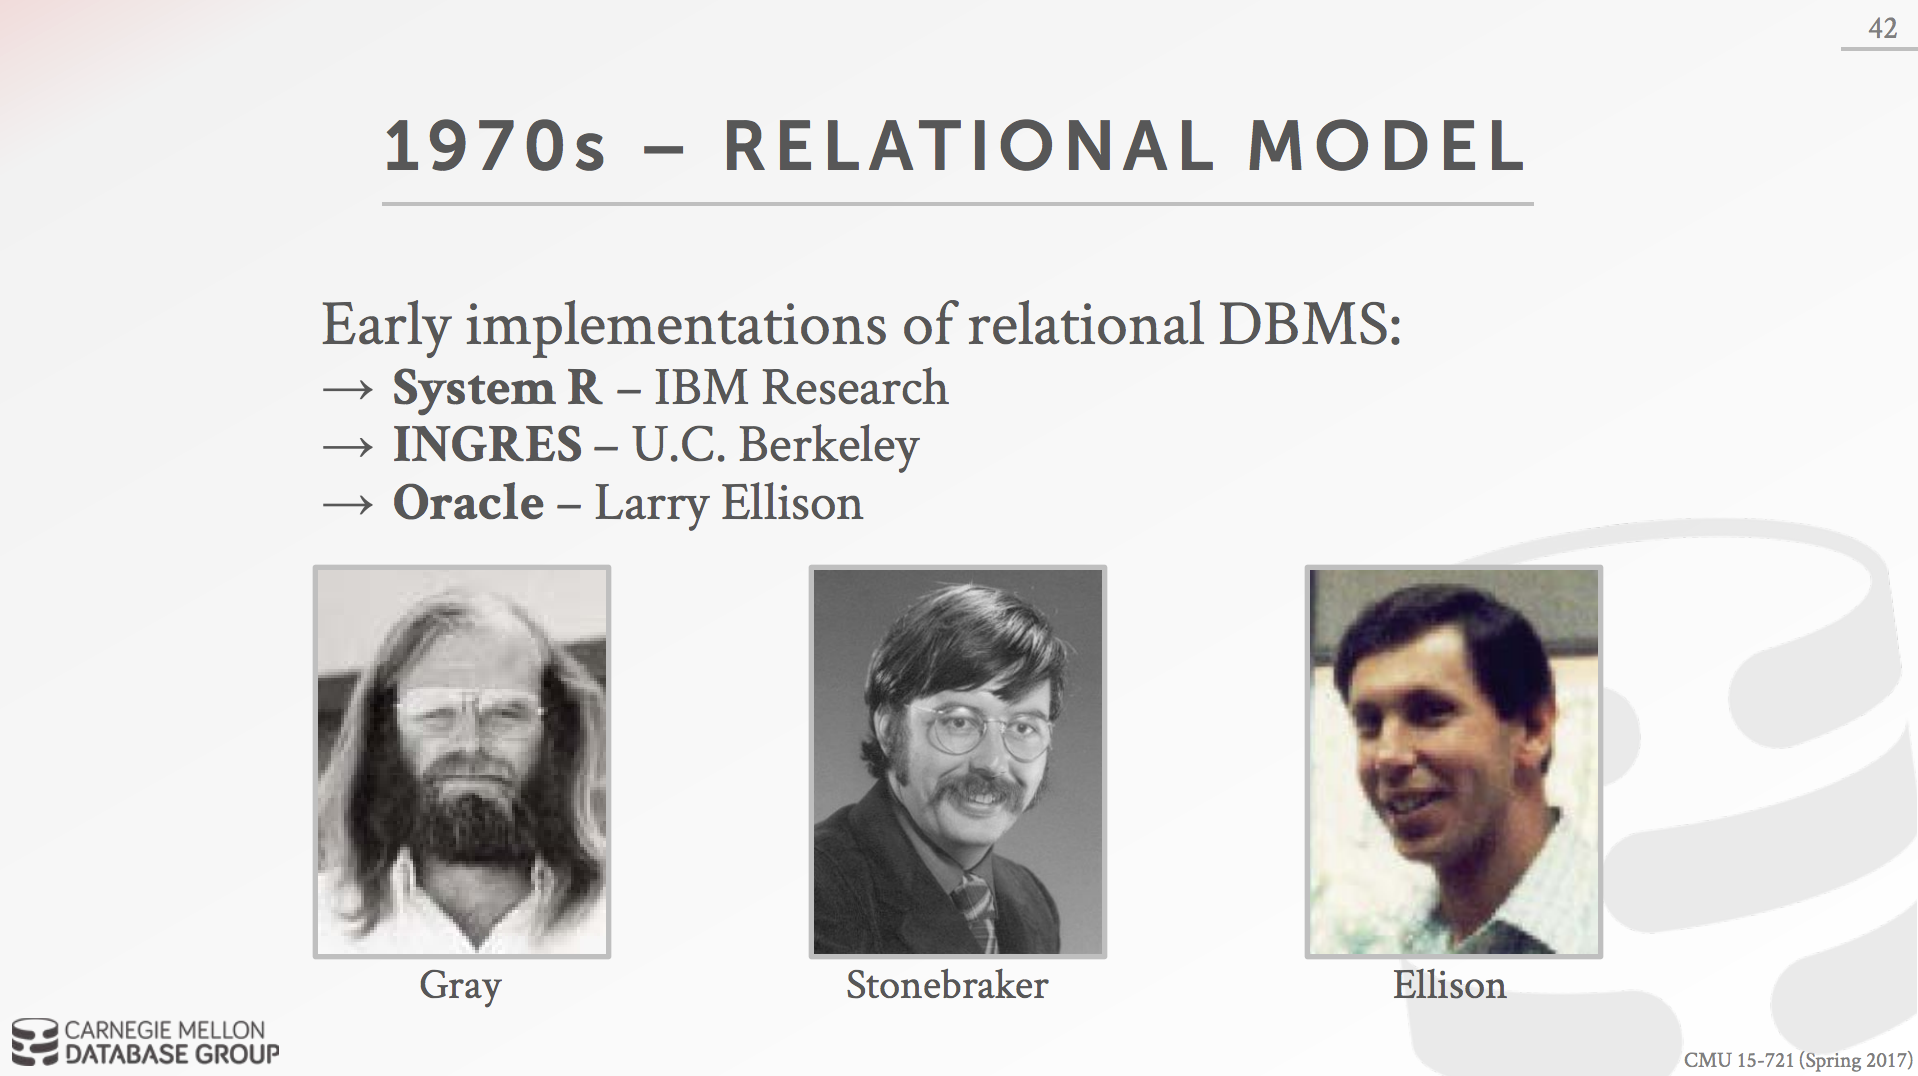 42
1970s – RELATIONAL MODEL
Early implementations of relational DBMS:
→ System R – IBM Research
→ INGRES – U.C. Berkeley
→ Oracle – Larry Ellison
Gray
Stonebraker
Ellison
CARNEGIE MELLON
DATABASE GROUP
CMU 15-721 (Spring 2017)